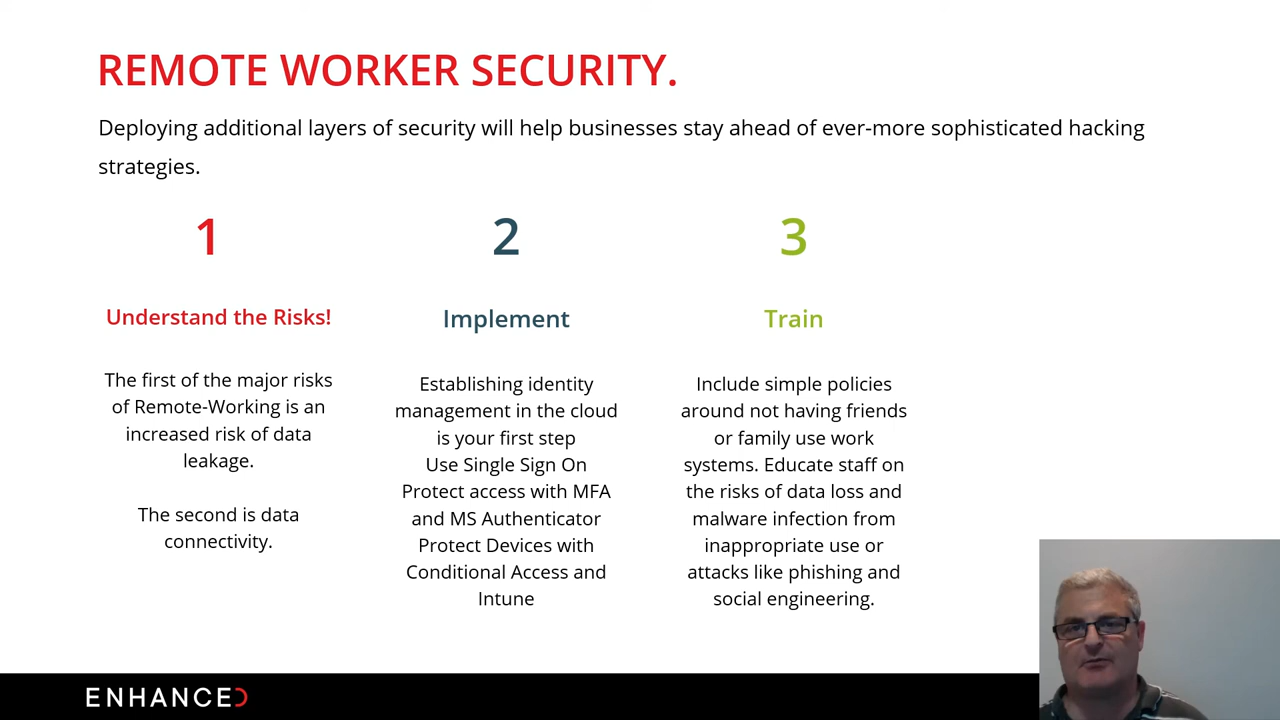 REMOTE WORKER SECURITY.
Deploying additional layers of security will help businesses stay ahead of ever-more sophisticated hacking
strategies.
1
Understand the Risks!
The first of the major risks
of Remote-Working is an
increased risk of data
leakage.
The second is data
connectivity.
2
Implement
Establishing identity
management in the cloud
is your first step
Use Single Sign On
Protect access with MFA
and MS Authenticator
Protect Devices with
Conditional Access and
Intune
3
Train
Include simple policies
around not having friends
or family use work
systems. Educate staff on
the risks of data loss and
malware infection from
inappropriate use or
attacks like phishing and
social engineering.
ENHANCED